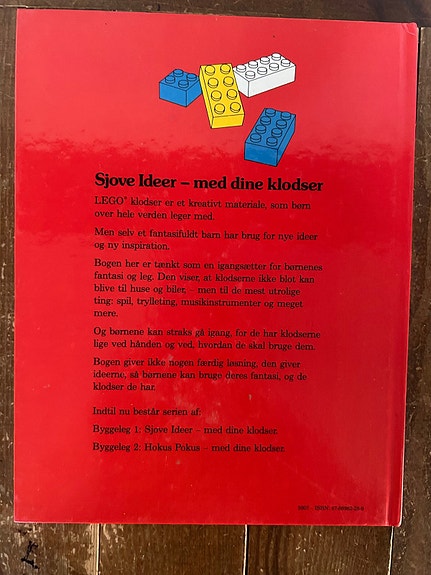 Sjove Ideer – med dine klodser
LEGO® klodser er et kreativt materiale, som børn
over hele verden leger med.
Men selv et fantasifuldt barn har brug for nye ideer
og ny inspiration.
Bogen her er tænkt som en igangsætter for børnenes
fantasi og leg. Den viser, at klodserne ikke blot kan
blive til huse og biler, – men til de mest utrolige
ting: spil, trylleting, musikinstrumenter og meget
mere.
Og børnene kan straks gå igang, for de har klodserne
lige ved hånden og ved, hvordan de skal bruge dem.
Bogen giver ikke nogen færdig løsning, den giver
ideerne, så børnene kan bruge deres fantasi, og de
klodser de har.
Indtil nu består serien af:
Byggeleg 1: Sjove Ideer – med dine klodser.
Byggeleg 2: Hokus Pokus – med dine klodser.